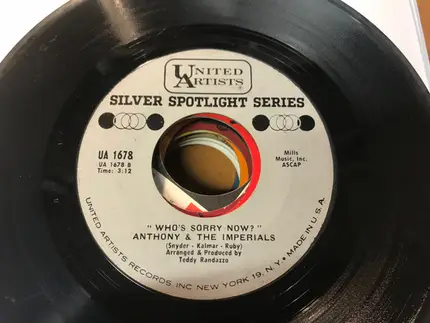 UNITED
ARTISTS
SILVER SPOTLIGHT SERIES
UA 1678
UA 1678 B
Time: 3:12
Mills
Music, Inc.
ASCAP
"WHO'S SORRY NOW?"
ANTHONY & THE IMPERIALS
(Snyder - Kalmar - Ruby)
Arranged & Produced by
Teddy Randazzo
UNITED ARTISTS RECORDS, INC. NEW YORK 19, N.Y. • MADE IN U.S.A.